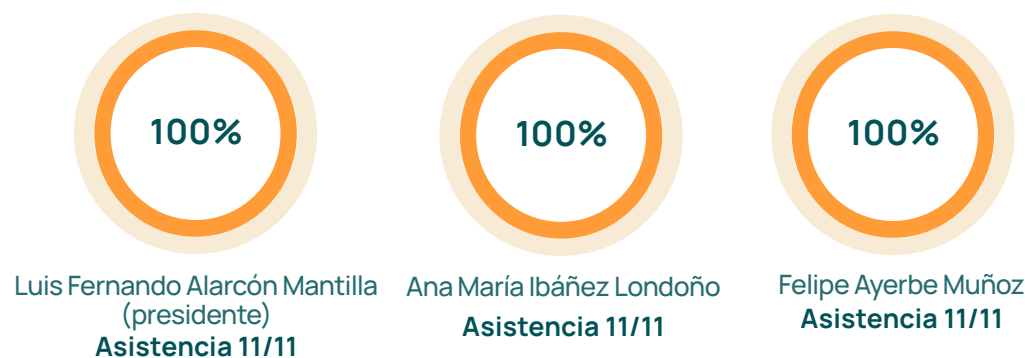 100%
Luis Fernando Alarcón Mantilla
(presidente)
Asistencia 11/11
100%
Ana María Ibáñez Londoño
Asistencia 11/11
100%
Felipe Ayerbe Muñoz
Asistencia 11/11